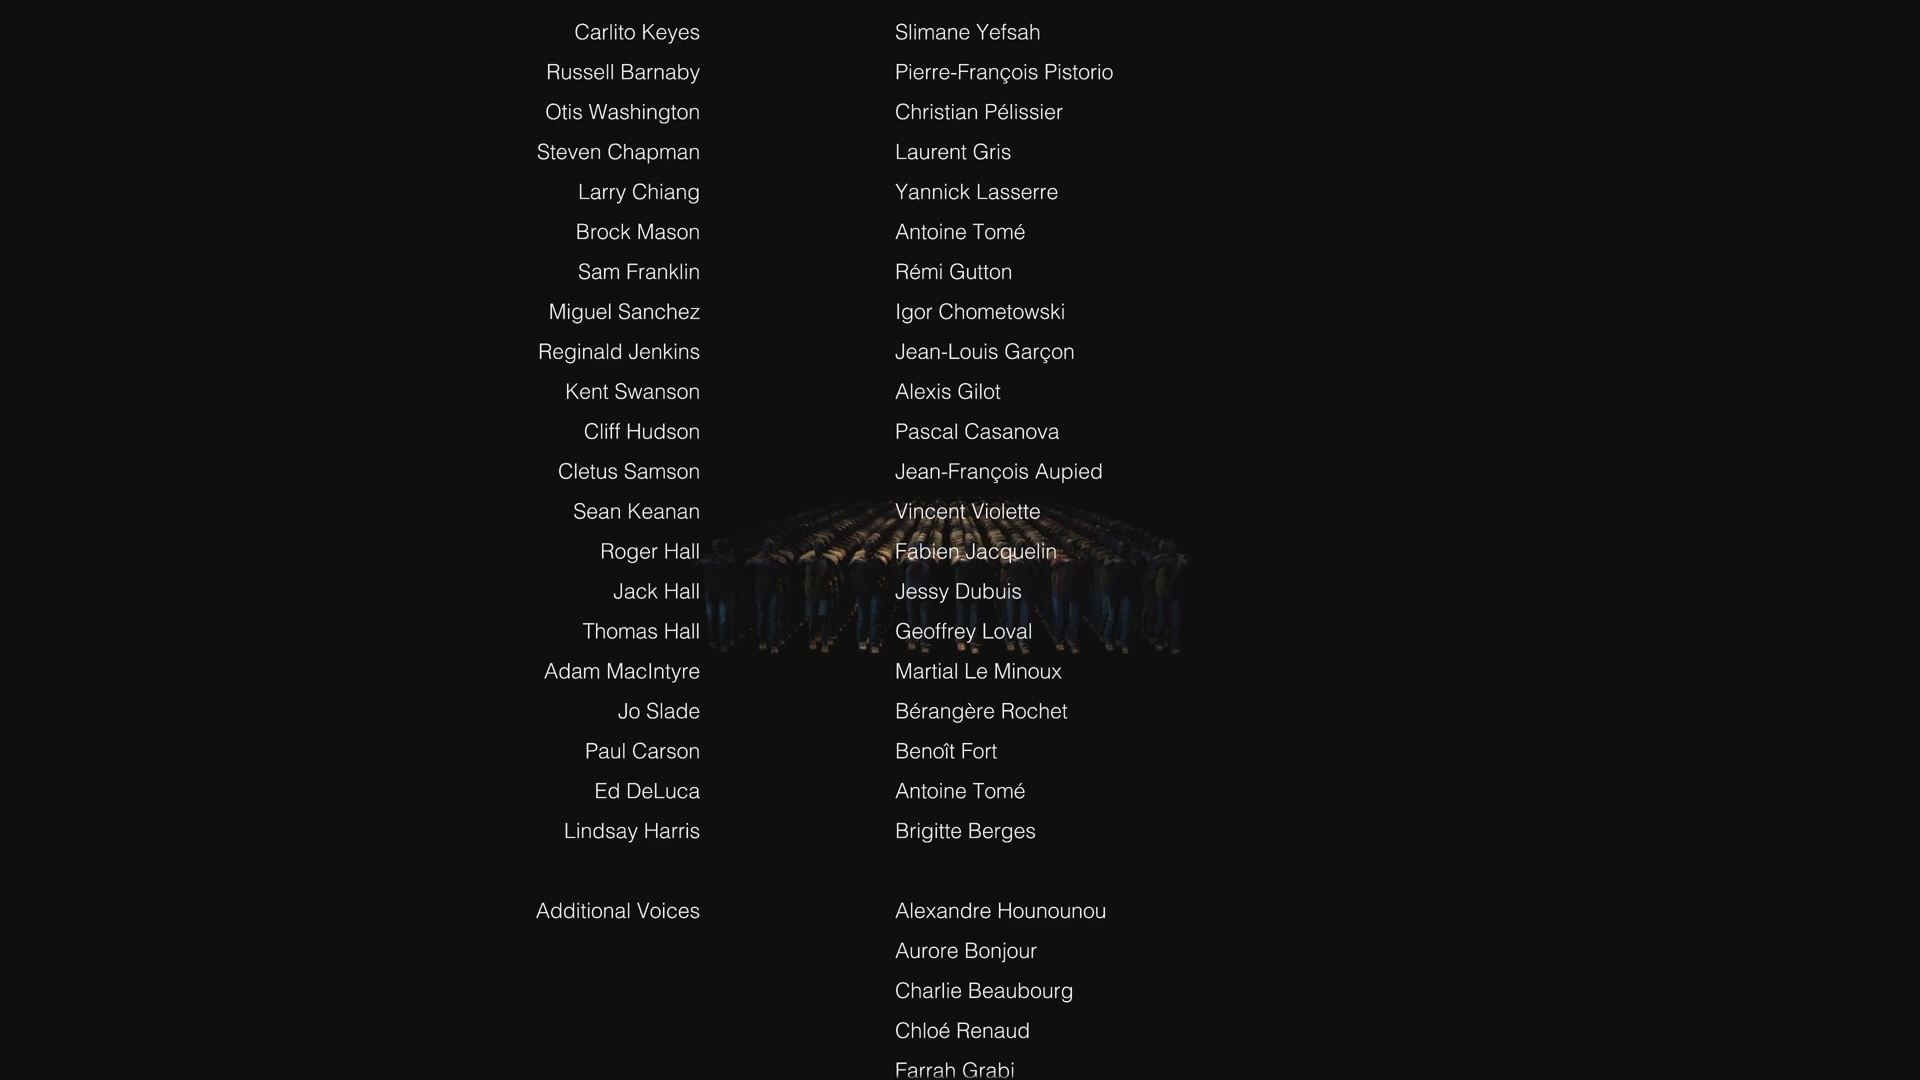 Carlito Keyes Slimane Yefsah
Russell Barnaby Pierre-François Pistorio
Otis Washington Christian Pélissier
Steven Chapman Laurent Gris
Larry Chiang Yannick Lasserre
Brock Mason Antoine Tomé
Sam Franklin Rémi Gutton
Miguel Sanchez Igor Chometowski
Reginald Jenkins Jean-Louis Garçon
Kent Swanson Alexis Gilot
Cliff Hudson Pascal Casanova
Cletus Samson Jean-François Aupied
Sean Keanan Vincent Violette
Roger Hall Fabien Jacquelin
Jack Hall Jessy Dubuis
Thomas Hall Geoffrey Loval
Adam MacIntyre Martial Le Minoux
Jo Slade Bérangère Rochet
Paul Carson Benoît Fort
Ed DeLuca Antoine Tomé
Lindsay Harris Brigitte Berges
Additional Voices Alexandre Hounounou
Aurore Bonjour
Charlie Beaubourg
Chloé Renaud
Farrah Grabi